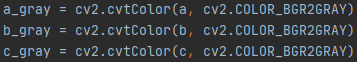 a_gray = cv2.cvtColor(a, cv2.COLOR_BGR2GRAY)
b_gray = cv2.cvtColor(b, cv2.COLOR_BGR2GRAY)
c_gray = cv2.cvtColor(c, cv2.COLOR_BGR2GRAY)